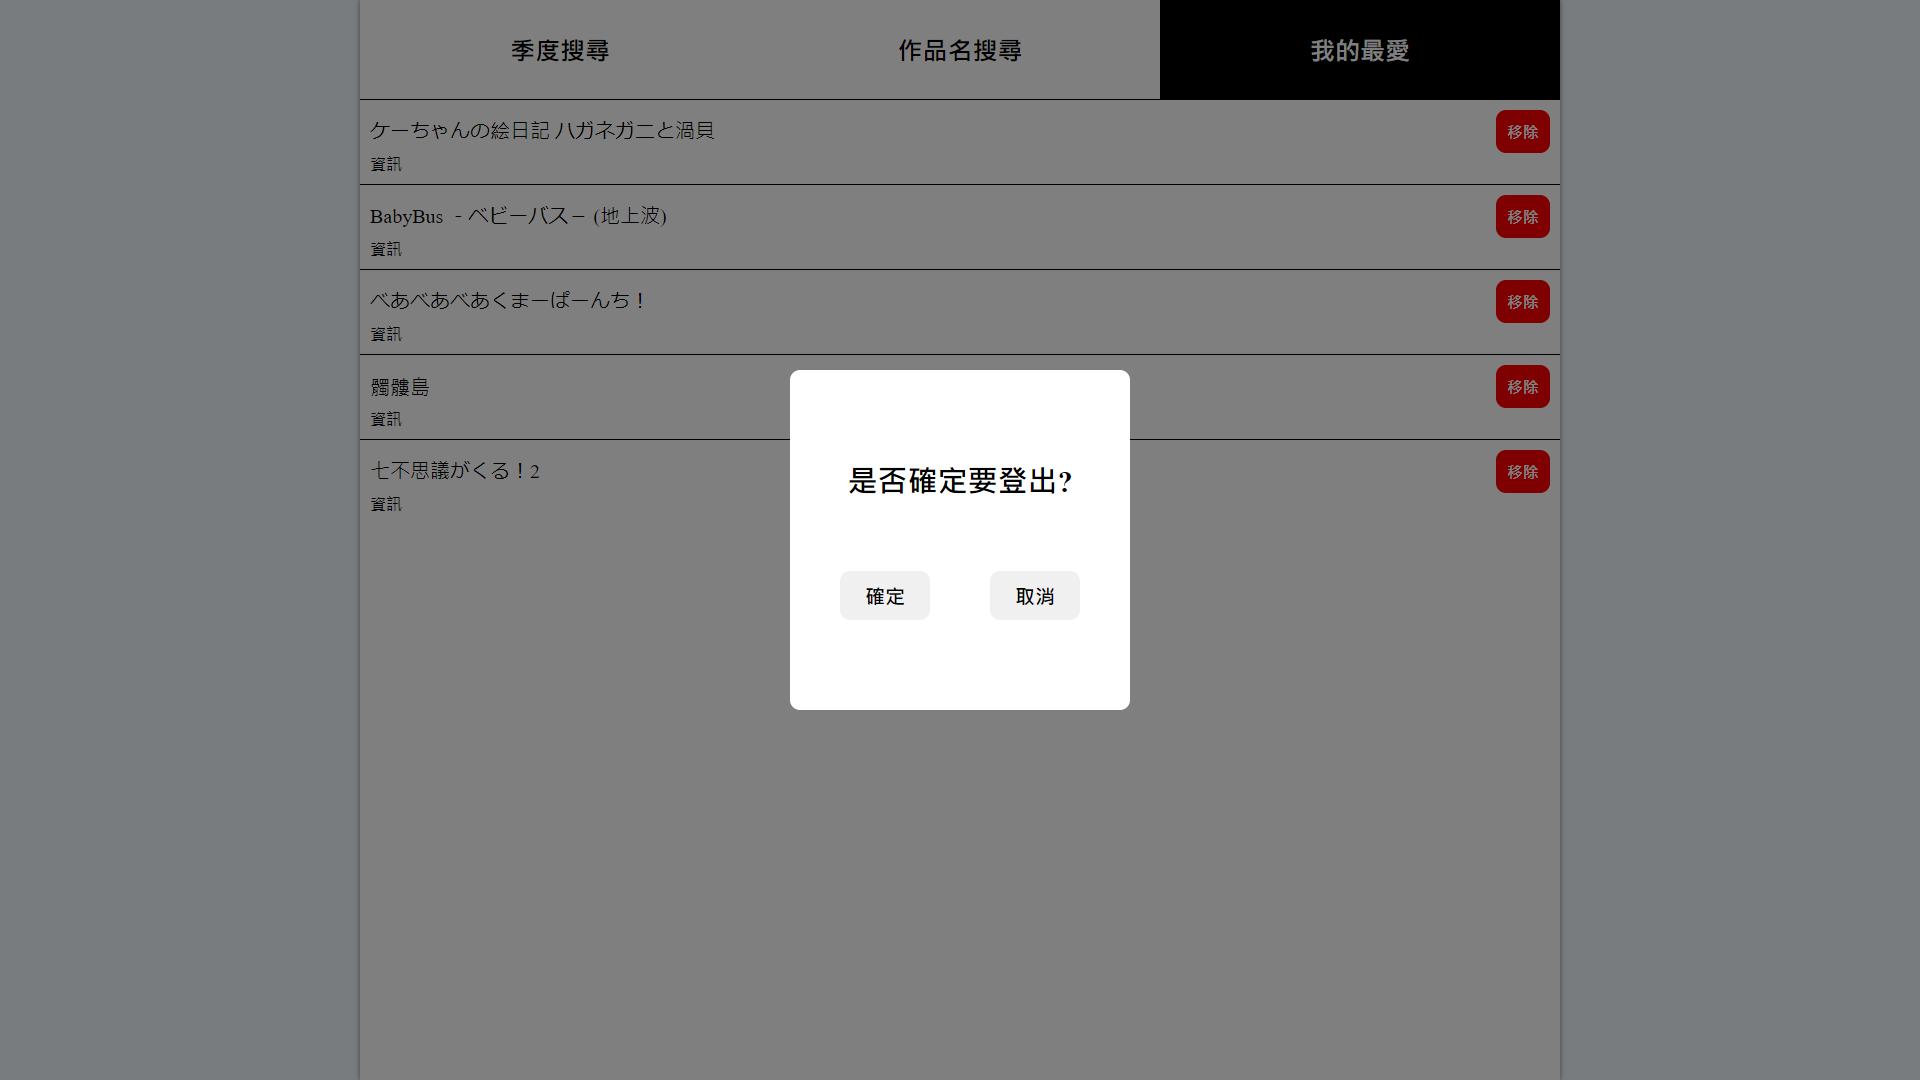 季度搜尋
作品名搜尋
我的最愛
ケーちゃんの絵日記 ハガネガニと渦貝
移除
資訊
BabyBus －ベビーバス－ (地上波)
移除
資訊
べあべあべあくまーぱーんち！
移除
資訊
髑髏島
移除
資訊
七不思議がくる！2
移除
資訊
是否確定要登出?
確定
取消